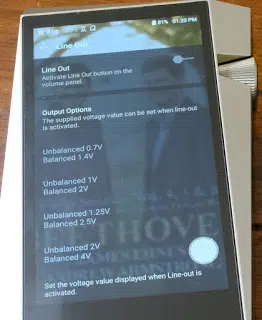 81% 01:20 PM
Line Out
Line Out
Activate Line Out button on the
volume panel.
Output Options
The supplied voltage value can be set when line-out
is activated.
Unbalanced 0.7V
Balanced 1.4V
Unbalanced 1V
Balanced 2V
Unbalanced 1.25V
Balanced 2.5V
THOVE
Unbalanced 2V
Balanced 4V
Set the voltage value displayed when Line-out is
activated.